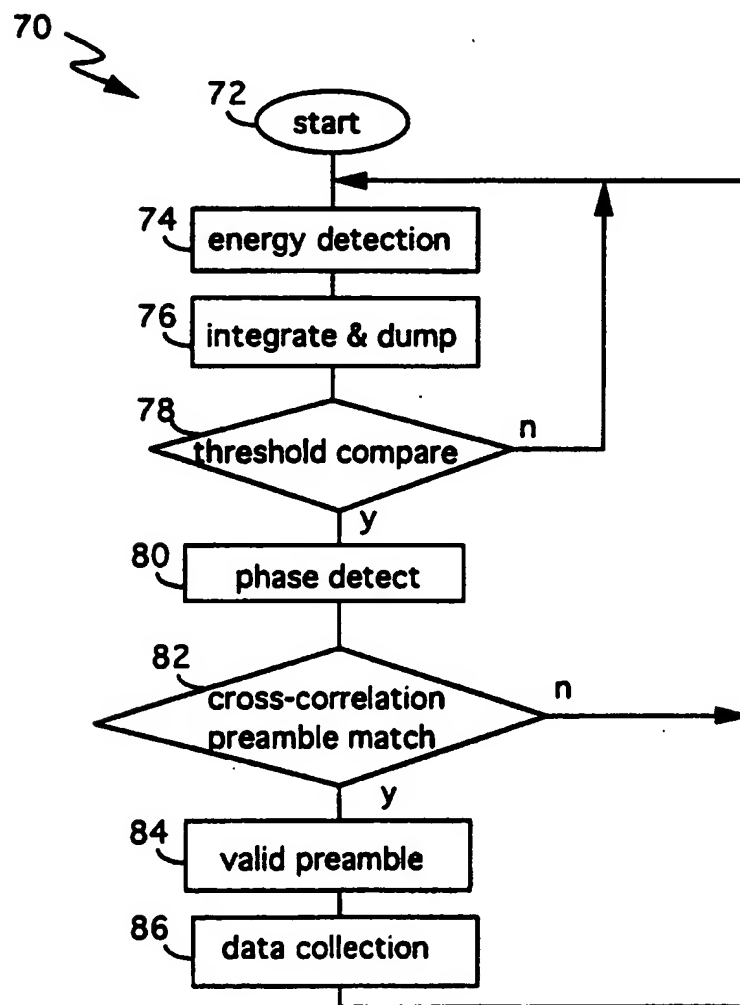 70
72
start
74
energy detection
76
integrate & dump
78
threshold compare
n
y
80
phase detect
82
cross-correlation
preamble match
n
y
84
valid preamble
86
data collection